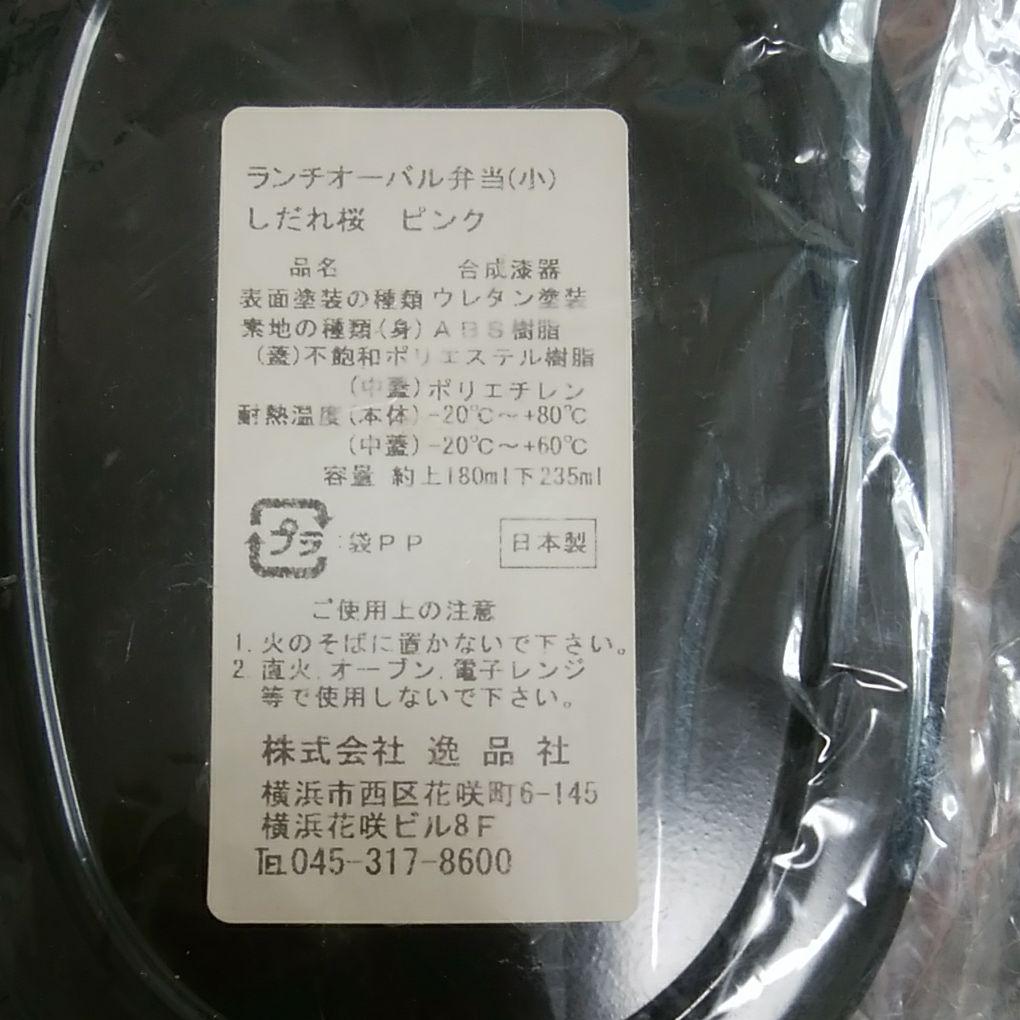 ランチオーバル弁当(小)
しだれ桜　ピンク
品名　合成漆器
表面塗装の種類 ウレタン塗装
素地の種類(身) ABS樹脂
(蓋)不飽和ポリエステル樹脂
(中蓋)ポリエチレン
耐熱温度(本体)-20℃～+80℃
(中蓋)-20℃～+60℃
容量 約上180ml下235ml
プラ :袋PP 日本製
ご使用上の注意
1. 火のそばに置かないで下さい。
2. 直火.オーブン.電子レンジ
等で使用しないで下さい。
株式会社 逸品社
横浜市西区花咲町6-145
横浜花咲ビル8F
℡045-317-8600